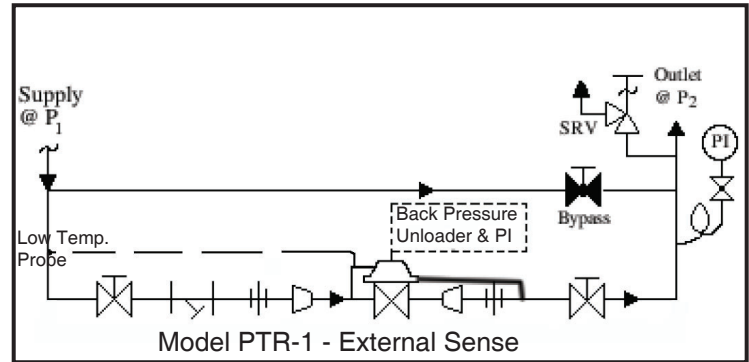 Supply
@ P1
Outlet
@ P2
SRV
PI
Bypass
Back Pressure
Unloader & PI
Low Temp.
Probe
Model PTR-1 - External Sense